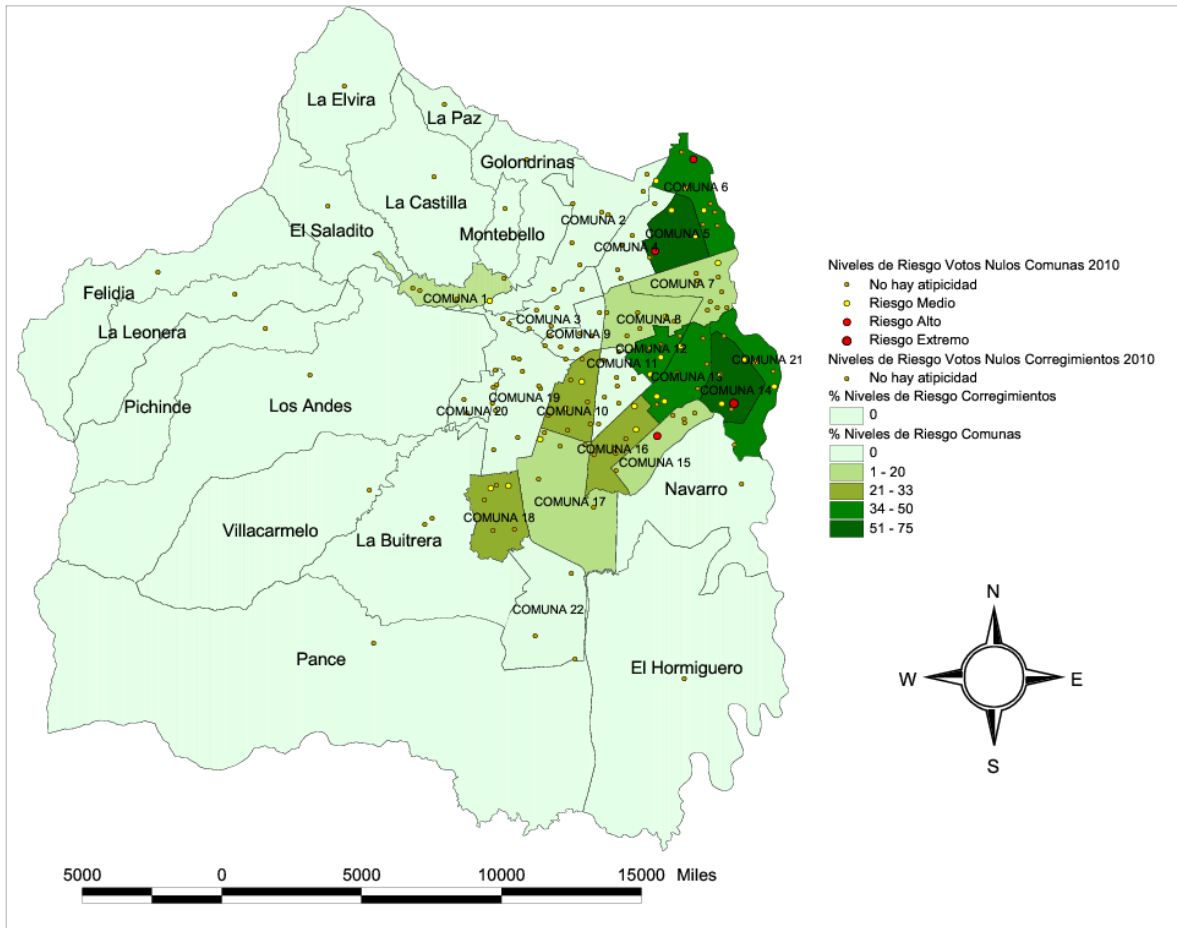 La Elvira
La Paz
Golondrinas
COMUNA 6
La Castilla
COMUNA 2
El Saladito
Montebello
COMUNA 5
COMUNA 4
Felidia
COMUNA 7
COMUNA 1
La Leonera
COMUNA 3
COMUNA 8
COMUNA 9
COMUNA 12
COMUNA 21
COMUNA 11
COMUNA 13
Pichinde
Los Andes
COMUNA 19
COMUNA 14
COMUNA 20
COMUNA 10
COMUNA 16
COMUNA 15
Navarro
COMUNA 17
COMUNA 18
Villacarmelo
La Buitrera
COMUNA 22
Pance
El Hormiguero
Niveles de Riesgo Votos Nulos Comunas 2010
No hay atipicidad
Riesgo Medio
Riesgo Alto
Riesgo Extremo
Niveles de Riesgo Votos Nulos Corregimientos 2010
No hay atipicidad
% Niveles de Riesgo Corregimientos
0
% Niveles de Riesgo Comunas
0
1 - 20
21 - 33
34 - 50
51 - 75
N
W
E
S
5000 0 5000 10000 15000 Miles